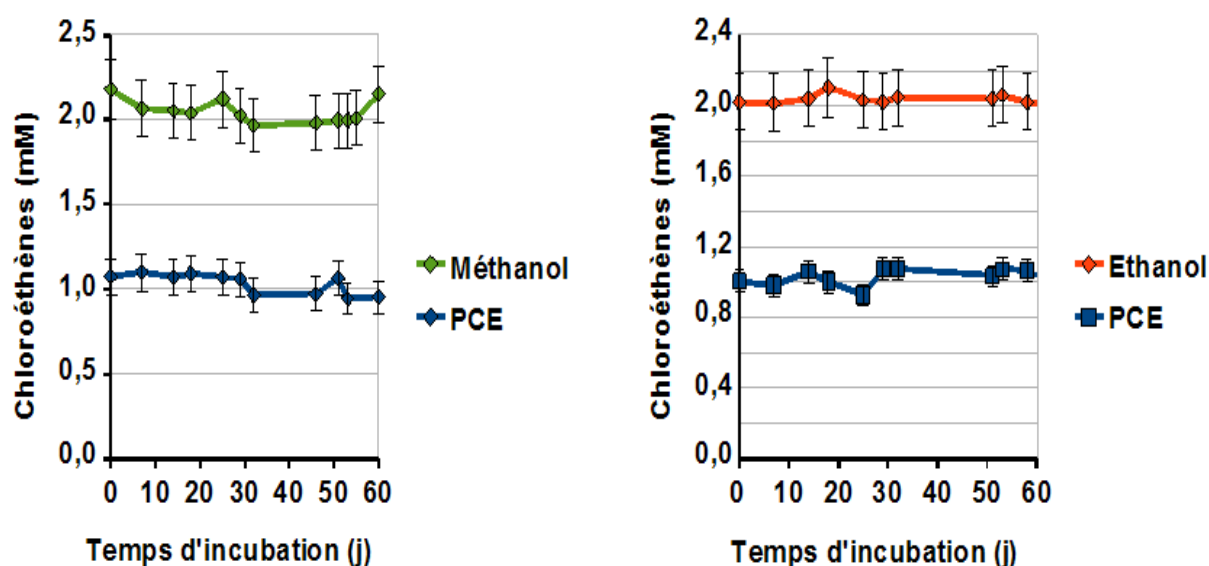 2,5
2,0
1,5
1,0
0,5
0,0
Chloroéthènes (mM)
0 10 20 30 40 50 60
Temps d'incubation (j)
Méthanol
PCE
2,4
2,0
1,6
1,2
0,8
0,4
0,0
Chloroéthènes (mM)
0 10 20 30 40 50 60
Temps d'incubation (j)
Ethanol
PCE